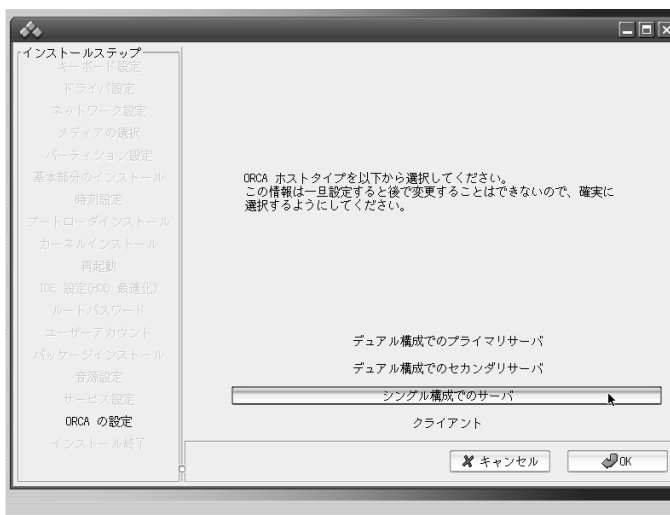 インストールステップ
キーボード設定
ドライバ設定
ネットワーク設定
メディアの選択
パーティション設定
基本部分のインストール
時刻設定
ブートローダインストール
カーネルインストール
再起動
IDE 設定(HDD 最適化)
ルートパスワード
ユーザーアカウント
パッケージインストール
音源設定
サービス設定
ORCA の設定
インストール終了
ORCA ホストタイプを以下から選択してください。
この情報は一旦設定すると後で変更することはできないので、確実に
選択するようにしてください。
デュアル構成でのプライマリサーバ
デュアル構成でのセカンダリサーバ
シングル構成でのサーバ
クライアント
キャンセル
OK